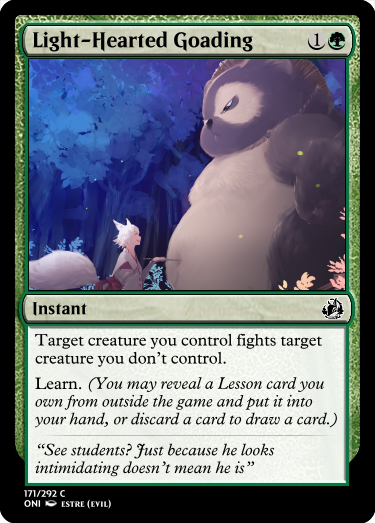 Light-Hearted Goading 1
Instant
Target creature you control fights target
creature you don't control.
Learn. (You may reveal a Lesson card you
own from outside the game and put it into
your hand, or discard a card to draw a card.)
"See students? Just because he looks
intimidating doesn't mean he is"
171/292 C
ONI ESTRE (EVIL)